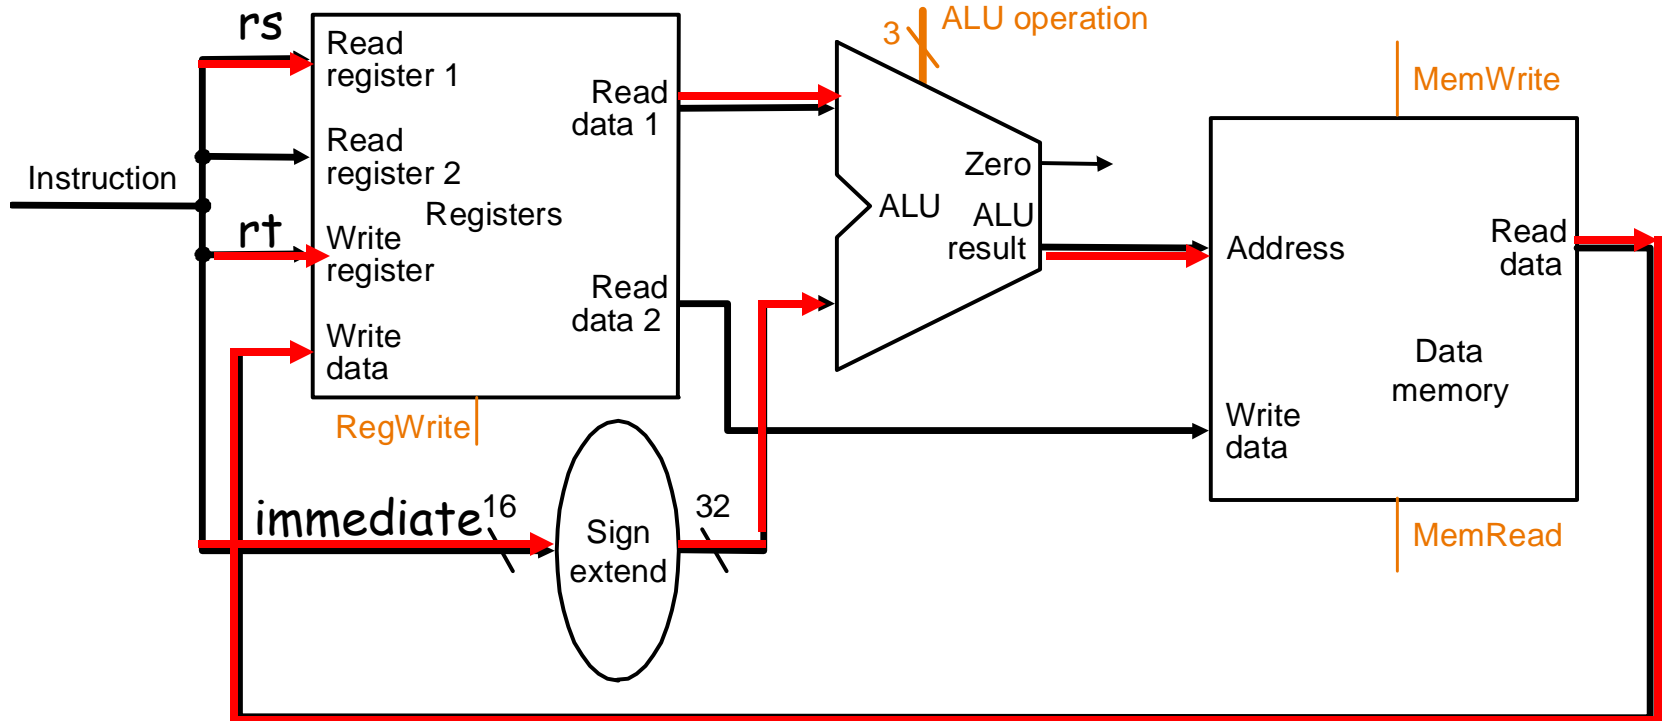 rs
Read
register 1
Read
register 2
Instruction
Registers
rt
Write
register
Write
data
Read
data 1
Read
data 2
RegWrite
immediate
16
Sign
extend
32
3
ALU operation
Zero
ALU
ALU
result
MemWrite
Address
Read
data
Data
memory
Write
data
MemRead